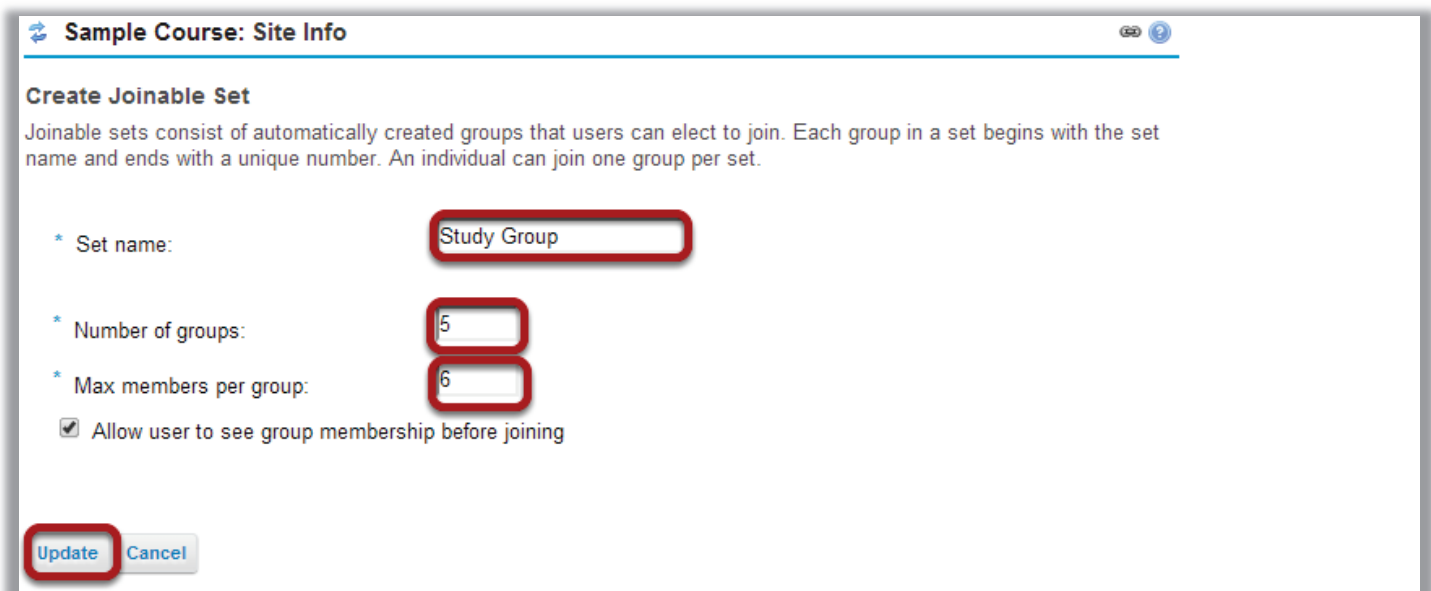 Sample Course: Site Info
Create Joinable Set
Joinable sets consist of automatically created groups that users can elect to join. Each group in a set begins with the set
name and ends with a unique number. An individual can join one group per set.
* Set name: Study Group
* Number of groups: 5
* Max members per group: 6
Allow user to see group membership before joining
Update Cancel